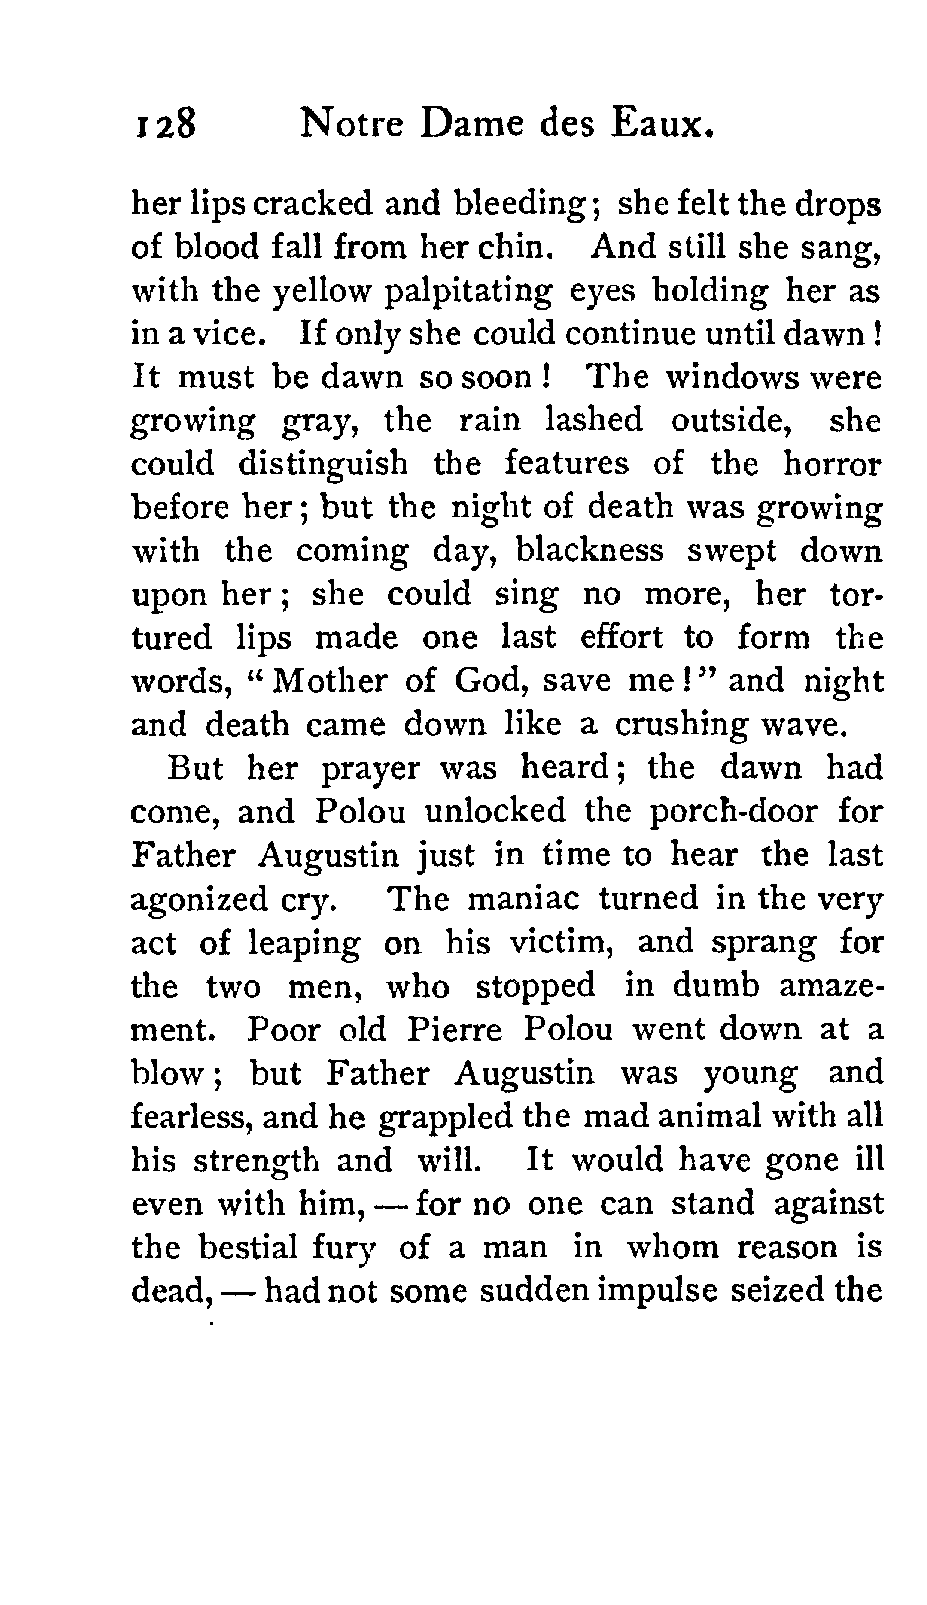 128 Notre Dame des Eaux.
her lips cracked and bleeding; she felt the drops
of blood fall from her chin. And still she sang,
with the yellow palpitating eyes holding her as
in a vice. If only she could continue until dawn!
It must be dawn so soon! The windows were
growing gray, the rain lashed outside, she
could distinguish the features of the horror
before her; but the night of death was growing
with the coming day, blackness swept down
upon her; she could sing no more, her tor-
tured lips made one last effort to form the
words, "Mother of God, save me!" and night
and death came down like a crushing wave.
But her prayer was heard; the dawn had
come, and Polou unlocked the porch-door for
Father Augustin just in time to hear the last
agonized cry. The maniac turned in the very
act of leaping on his victim, and sprang for
the two men, who stopped in dumb amaze-
ment. Poor old Pierre Polou went down at a
blow; but Father Augustin was young and
fearless, and he grappled the mad animal with all
his strength and will. It would have gone ill
even with him, — for no one can stand against
the bestial fury of a man in whom reason is
dead, — had not some sudden impulse seized the